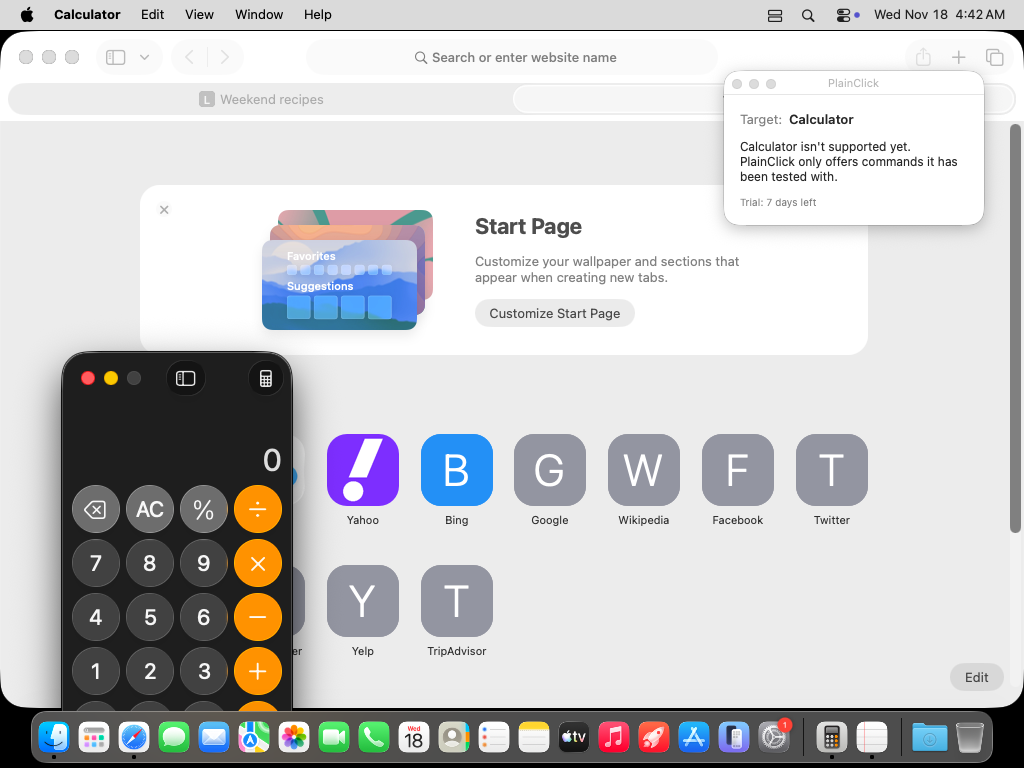 Calculator Edit View Window Help Wed Nov 18 4:42 AM
Search or enter website name
L Weekend recipes
PlainClick
Target: Calculator
Calculator isn't supported yet.
PlainClick only offers commands it has
been tested with.
Trial: 7 days left
Start Page
Customize your wallpaper and sections that
appear when creating new tabs.
Customize Start Page
Favorites
Suggestions
0
AC % ÷
7 8 9 ×
4 5 6 −
1 2 3 +
B G W F T
Yahoo Bing Google Wikipedia Facebook Twitter
Y T
er Yelp TripAdvisor
Edit
Wed
18
tv
1